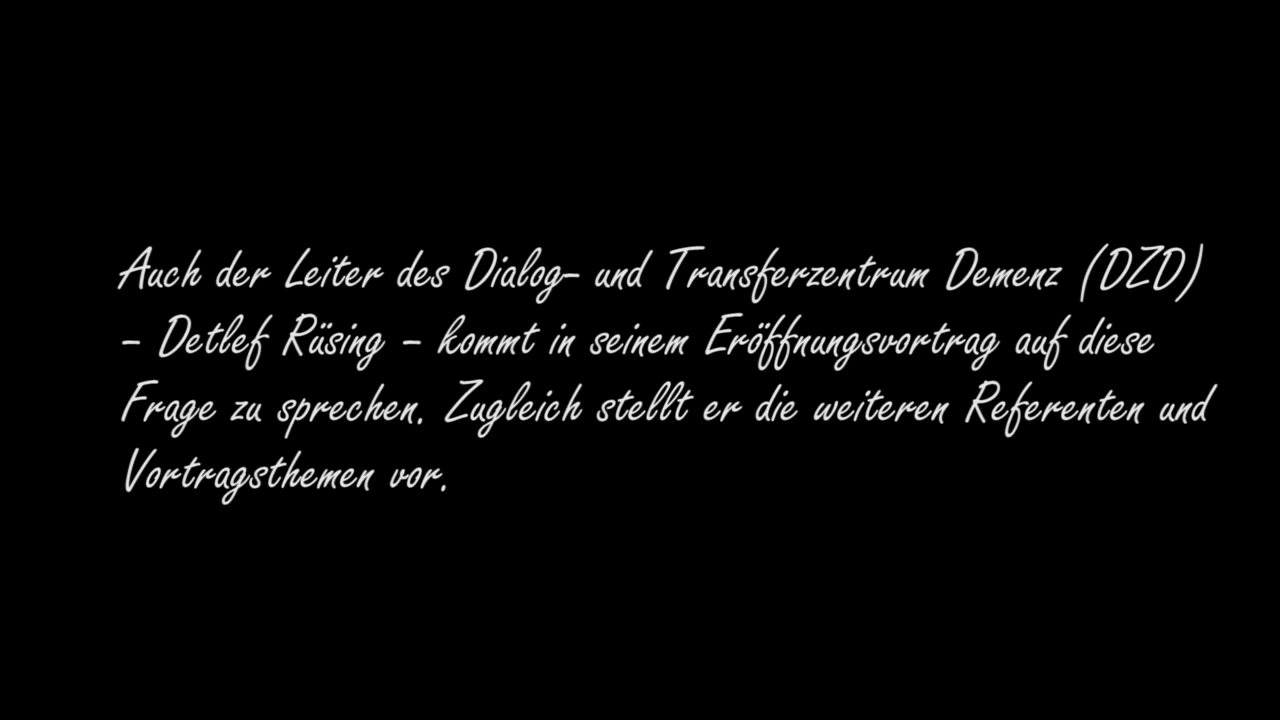 Auch der Leiter des Dialog- und Transferzentrum Demenz (DZD)
– Detlef Rüsing – kommt in seinem Eröffnungsvortrag auf diese
Frage zu sprechen. Zugleich stellt er die weiteren Referenten und
Vortragsthemen vor.